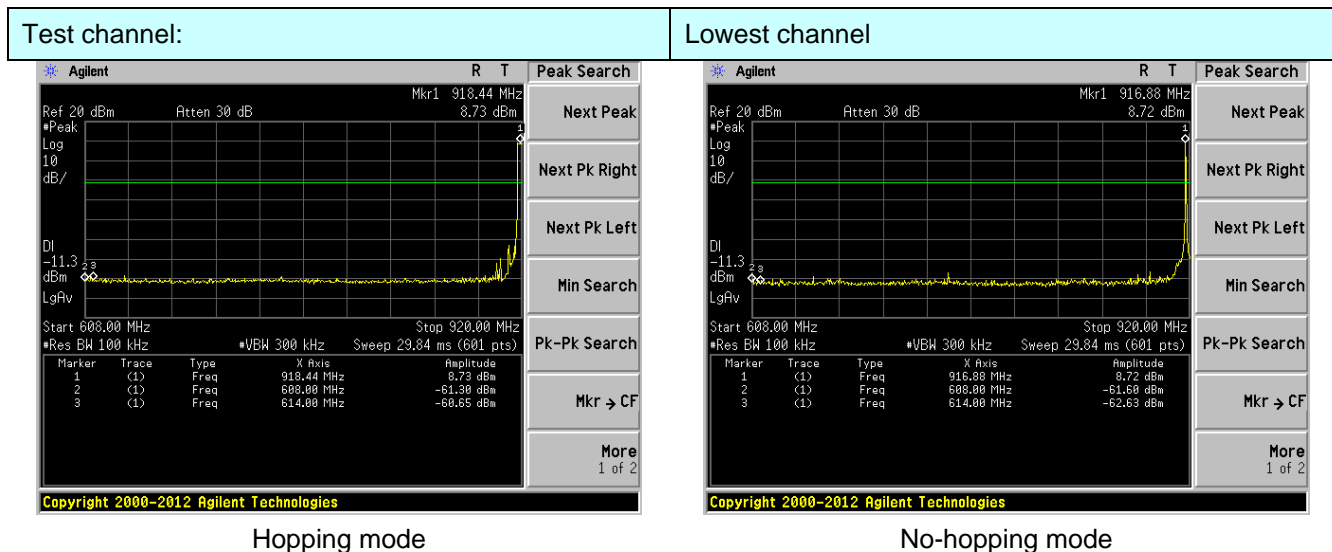 Test channel:
Lowest channel
Agilent R T Peak Search
Mkr1 918.44 MHz
Ref 20 dBm Atten 30 dB 8.73 dBm
#Peak
Log
10
dB/
1
DI
-11.3
dBm
LgAv
2 3
Start 608.00 MHz Stop 920.00 MHz
#Res BW 100 kHz #VBW 300 kHz Sweep 29.84 ms (601 pts)
Marker Trace Type X Axis Amplitude
1 (1) Freq 918.44 MHz 8.73 dBm
2 (1) Freq 608.00 MHz -61.30 dBm
3 (1) Freq 614.00 MHz -60.65 dBm
Next Peak
Next Pk Right
Next Pk Left
Min Search
Pk-Pk Search
Mkr → CF
More
1 of 2
Copyright 2000-2012 Agilent Technologies
Hopping mode
Agilent R T Peak Search
Mkr1 916.88 MHz
Ref 20 dBm Atten 30 dB 8.72 dBm
#Peak
Log
10
dB/
1
DI
-11.3
dBm
LgAv
2 3
Start 608.00 MHz Stop 920.00 MHz
#Res BW 100 kHz #VBW 300 kHz Sweep 29.84 ms (601 pts)
Marker Trace Type X Axis Amplitude
1 (1) Freq 916.88 MHz 8.72 dBm
2 (1) Freq 608.00 MHz -61.60 dBm
3 (1) Freq 614.00 MHz -62.63 dBm
Next Peak
Next Pk Right
Next Pk Left
Min Search
Pk-Pk Search
Mkr → CF
More
1 of 2
Copyright 2000-2012 Agilent Technologies
No-hopping mode